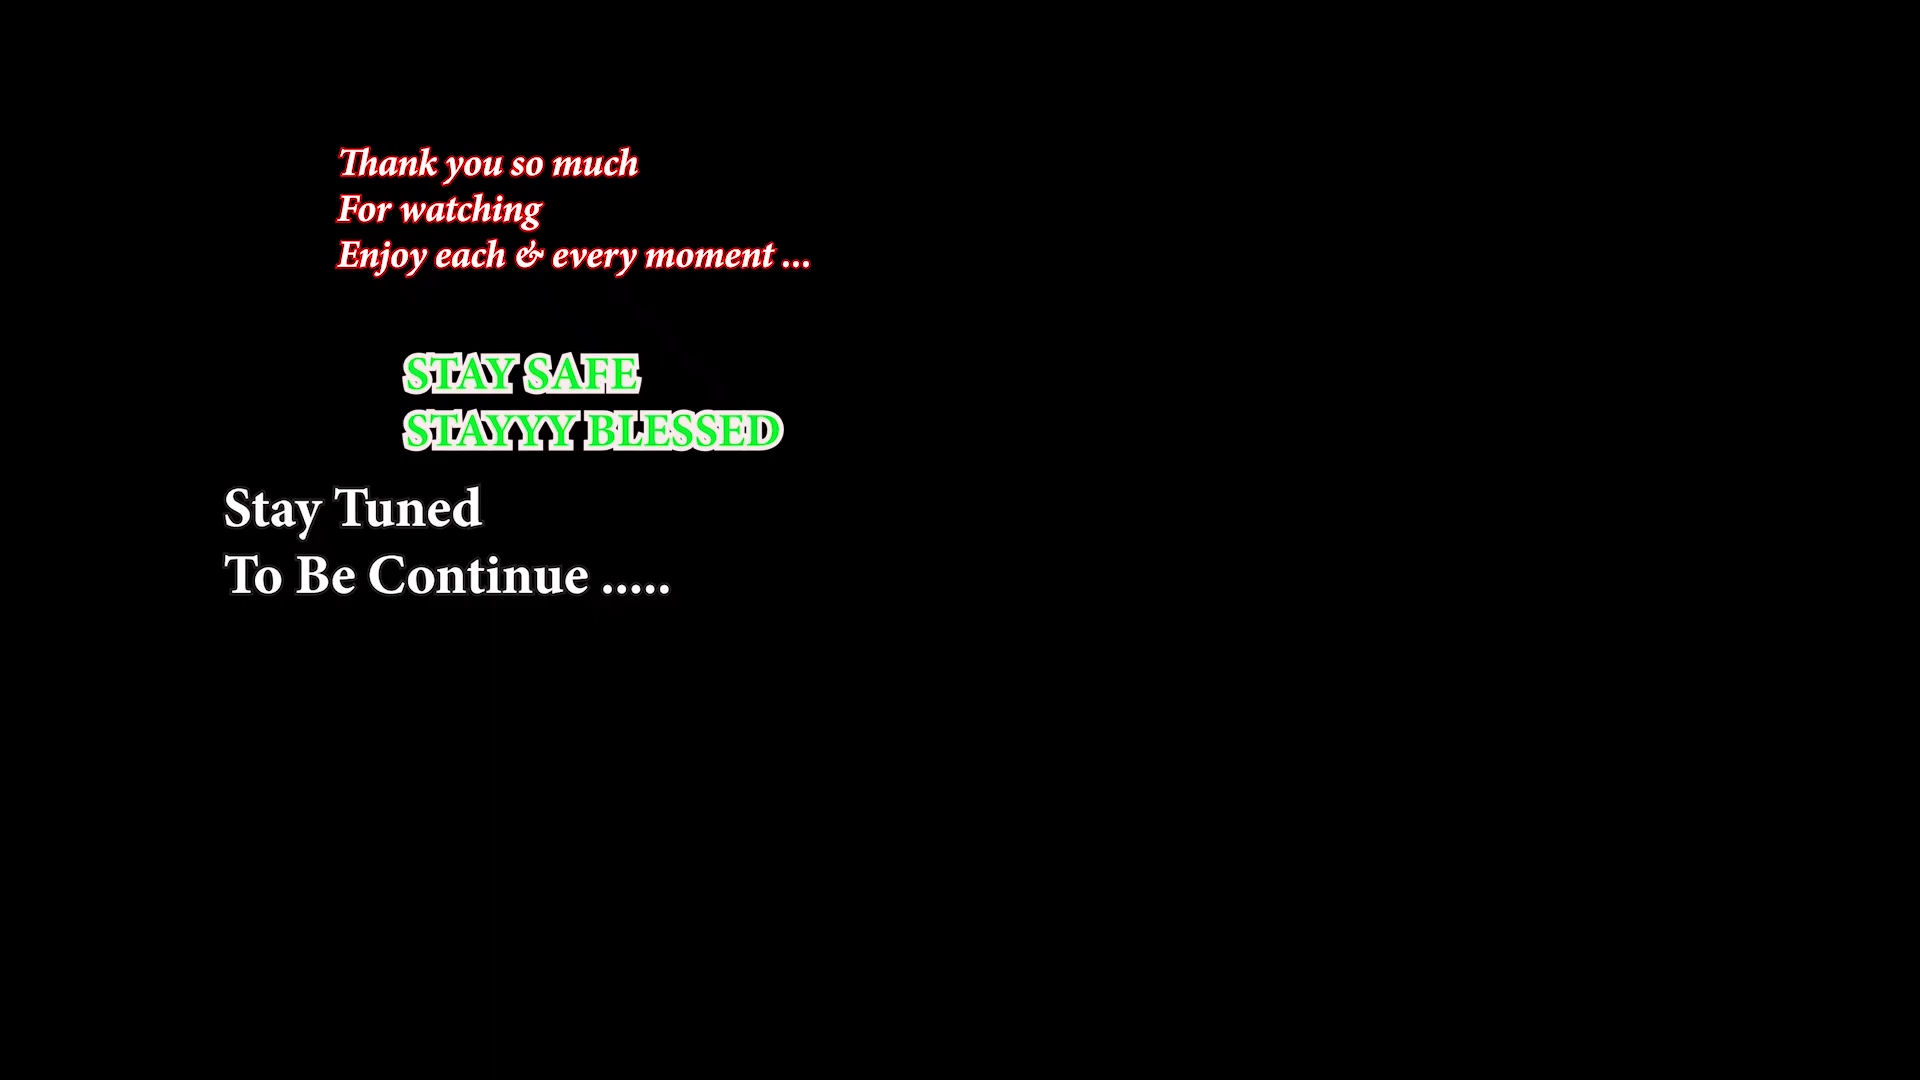 Thank you so much
For watching
Enjoy each & every moment ...
STAY SAFE
STAYYY BLESSED
Stay Tuned
To Be Continue .....